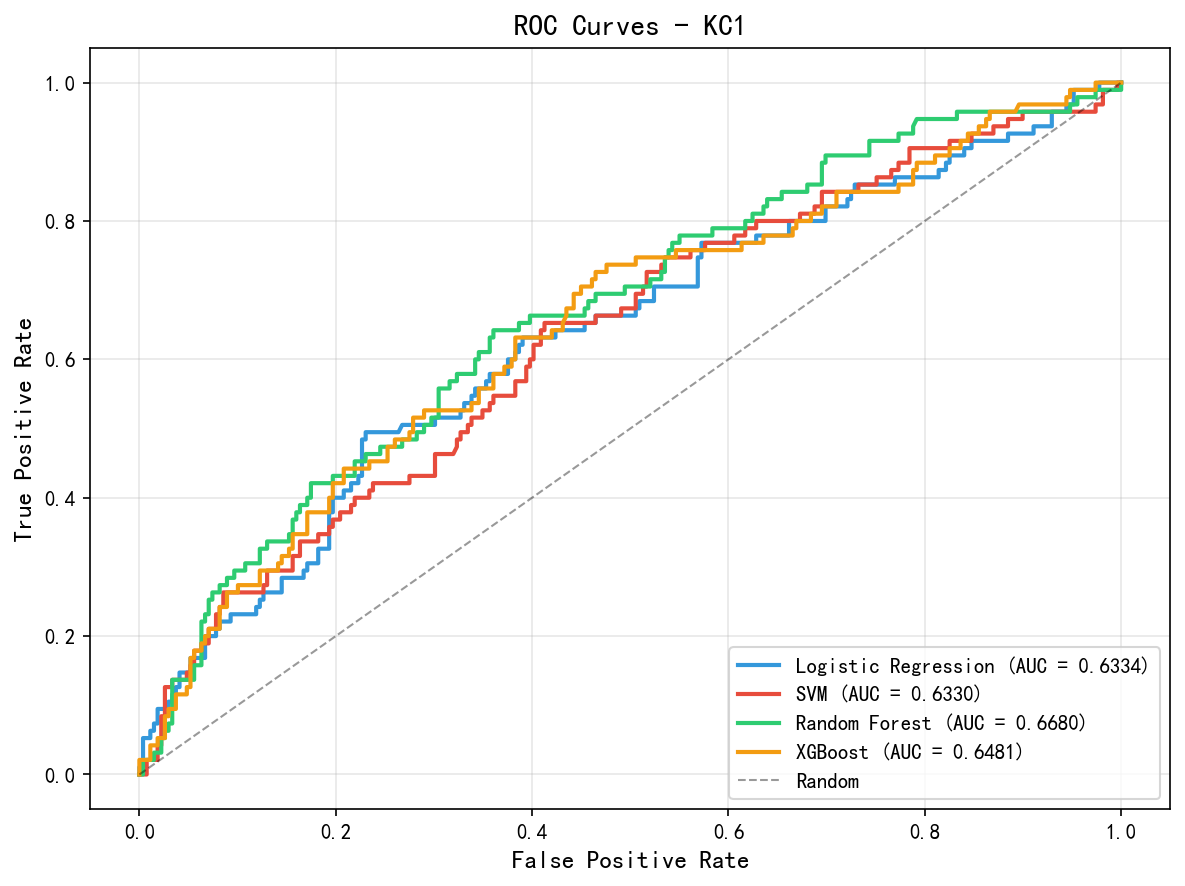 ROC Curves - KC1
True Positive Rate
1.0
0.8
0.6
0.4
0.2
0.0
Logistic Regression (AUC = 0.6334)
SVM (AUC = 0.6330)
Random Forest (AUC = 0.6680)
XGBoost (AUC = 0.6481)
Random
0.0 0.2 0.4 0.6 0.8 1.0
False Positive Rate